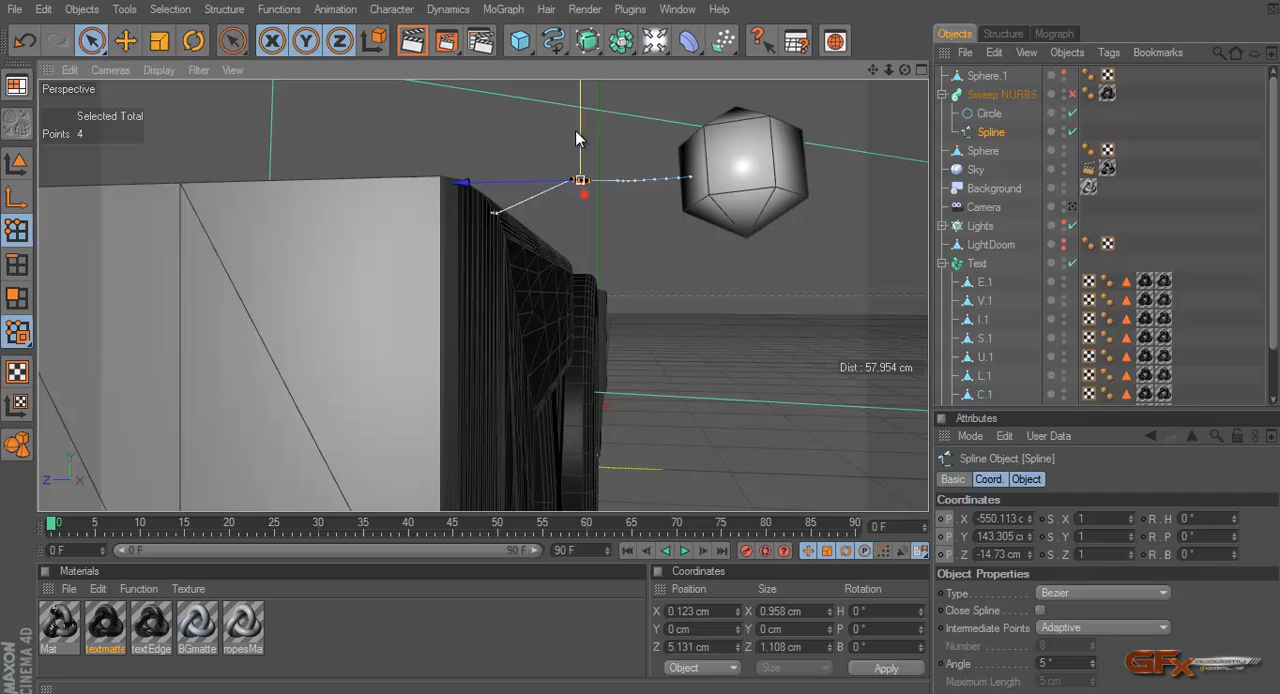 File Edit Objects Tools Selection Structure Functions Animation Character Dynamics MoGraph Hair Render Plugins Window Help
X Y Z
Objects Structure Mograph
File Edit View Objects Tags Bookmarks
Edit Cameras Display Filter View
Perspective
Selected Total
Points 4
Dist : 57.954 cm
Sphere.1
Sweep NURBS
Circle
Spline
Sphere
Sky
Background
Camera
Lights
LightDoom
Text
E.1
V.1
I.1
S.1
U.1
L.1
C.1
Y
Z X
Attributes
Mode Edit User Data
Spline Object [Spline]
Basic Coord. Object
Coordinates
P . X -550.113 c S . X 1 R . H 0 °
P . Y 143.305 c S . Y 1 R . P 0 °
P . Z -14.73 cm S . Z 1 R . B 0 °
Object Properties
Type Bezier
Close Spline
Intermediate Points Adaptive
Number 8
Angle 5 °
Maximum Length 5 cm
0 5 10 15 20 25 30 35 40 45 50 55 60 65 70 75 80 85 90 0 F
0 F 0 F 90 F 90 F
Materials
File Edit Function Texture
Mat textmatte textEdge BGmatte ropesMa
Coordinates
Position Size Rotation
X 0.123 cm X 0.958 cm H 0 °
Y 0 cm Y 0 cm P 0 °
Z 5.131 cm Z 1.108 cm B 0 °
Object Size Apply
MAXON
CINEMA 4D
GFx